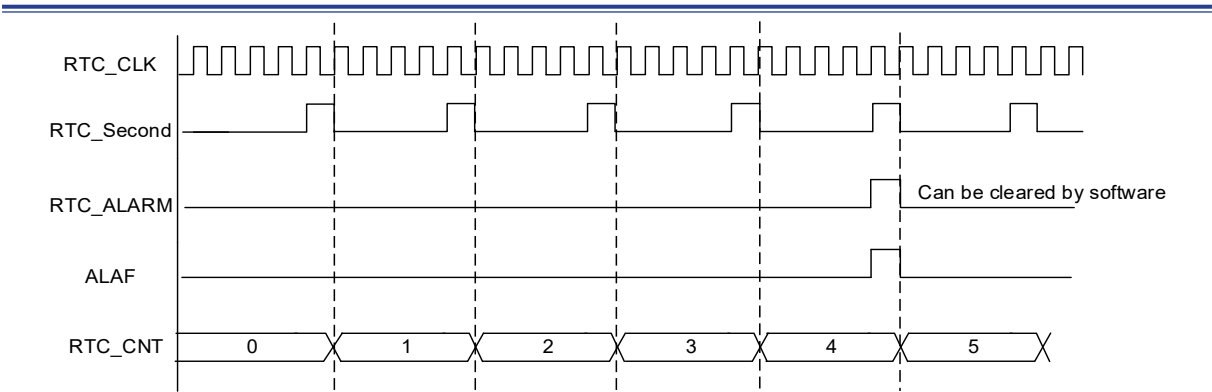 RTC_CLK
RTC_Second
RTC_ALARM
Can be cleared by software
ALAF
RTC_CNT 0 1 2 3 4 5